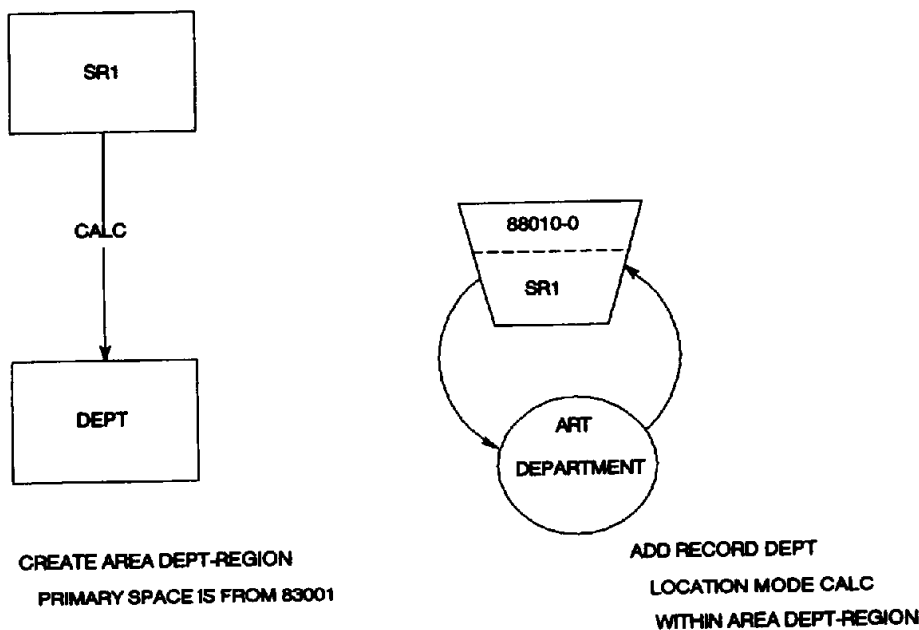 SR1
CALC
DEPT
88010-0
SR1
ART
DEPARTMENT
CREATE AREA DEPT-REGION
PRIMARY SPACE 15 FROM 83001
ADD RECORD DEPT
LOCATION MODE CALC
WITHIN AREA DEPT-REGION